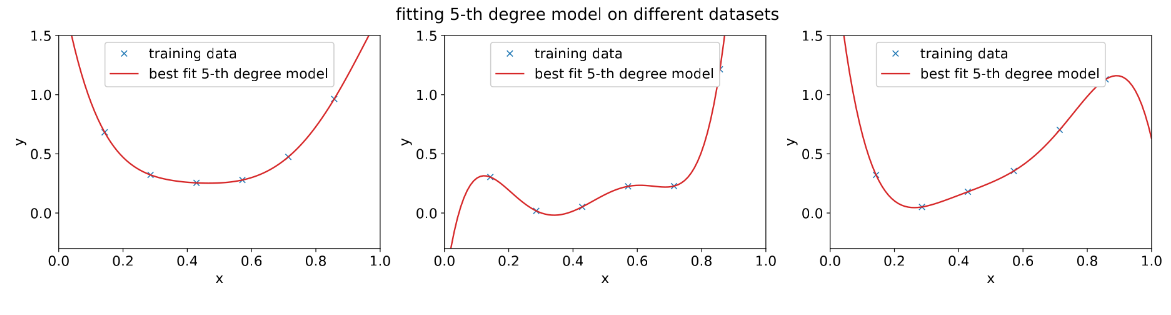 fitting 5-th degree model on different datasets
1.5
1.0
0.5
0.0
y
training data
best fit 5-th degree model
0.0 0.2 0.4 0.6 0.8 1.0
x
1.5
1.0
0.5
0.0
y
training data
best fit 5-th degree model
0.0 0.2 0.4 0.6 0.8 1.0
x
1.5
1.0
0.5
0.0
y
training data
best fit 5-th degree model
0.0 0.2 0.4 0.6 0.8 1.0
x